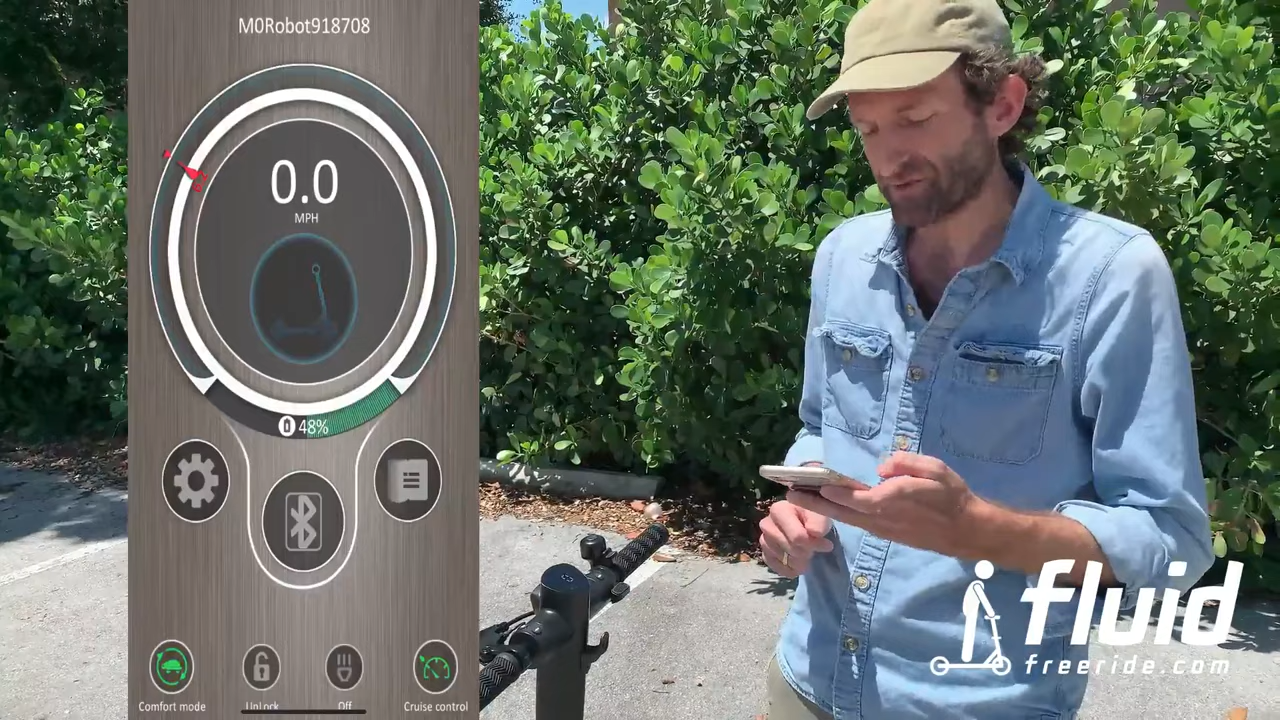 M0Robot918708
0.0
MPH
48%
Comfort mode
UnLock
Off
Cruise control
fluid
freeride.com